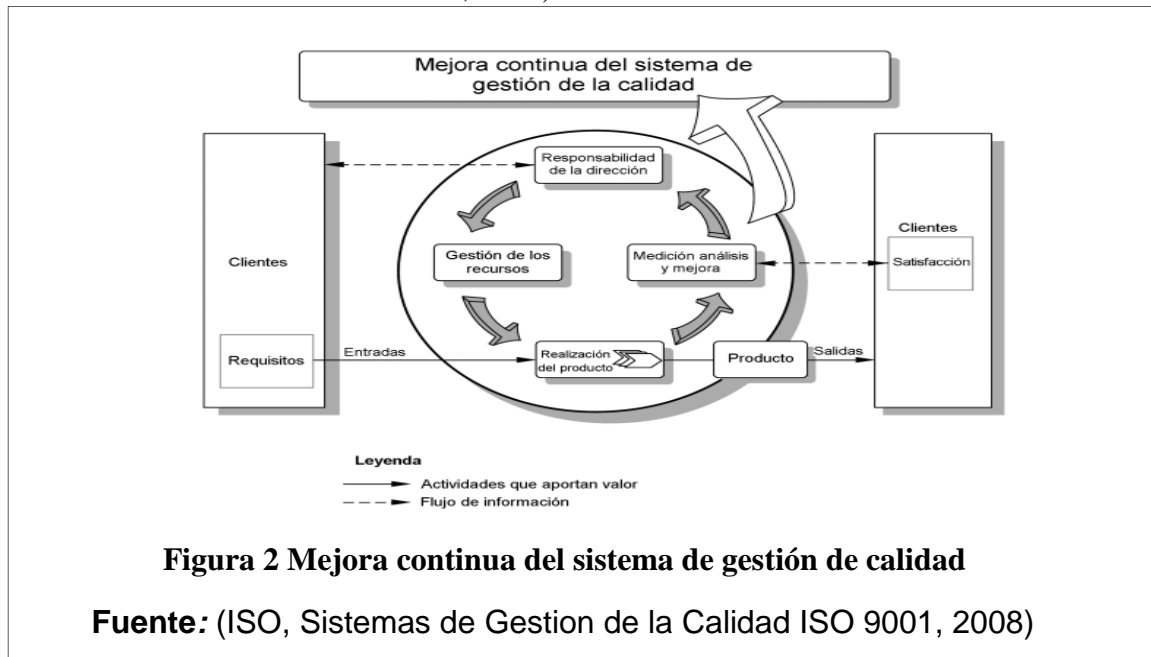 Mejora continua del sistema de
gestión de la calidad
Responsabilidad
de la dirección
Clientes
Gestión de los
recursos
Medición análisis
y mejora
Clientes
Satisfacción
Requisitos
Entradas
Realización
del producto
Producto
Salidas
Leyenda
Actividades que aportan valor
Flujo de información
Figura 2 Mejora continua del sistema de gestión de calidad
Fuente: (ISO, Sistemas de Gestion de la Calidad ISO 9001, 2008)